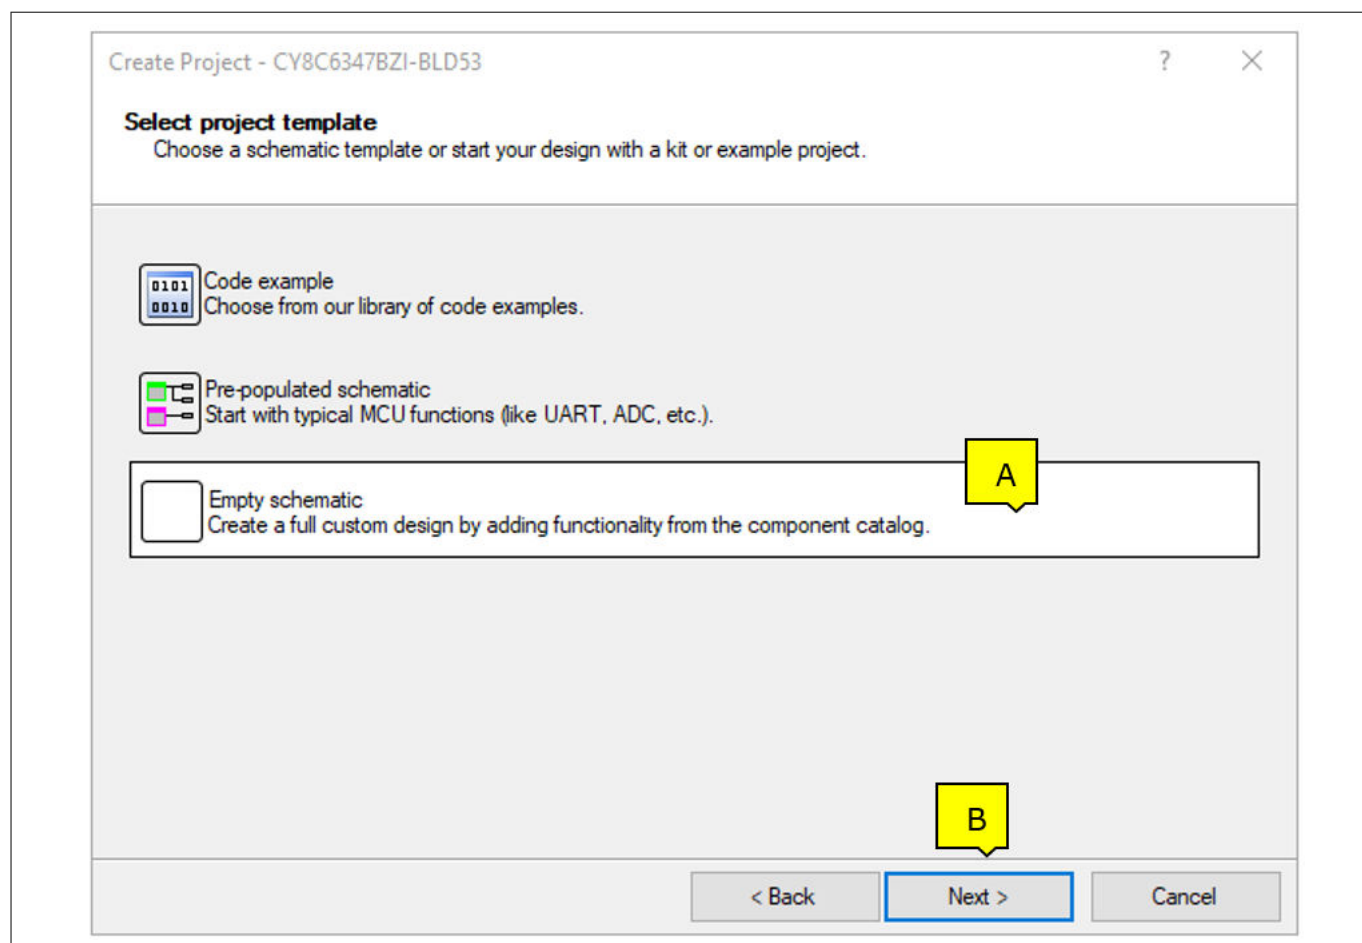 Create Project - CY8C6347BZI-BLD53
?
Select project template
Choose a schematic template or start your design with a kit or example project.
0101
0010
Code example
Choose from our library of code examples.
Pre-populated schematic
Start with typical MCU functions (like UART, ADC, etc.).
A
Empty schematic
Create a full custom design by adding functionality from the component catalog.
B
< Back
Next >
Cancel